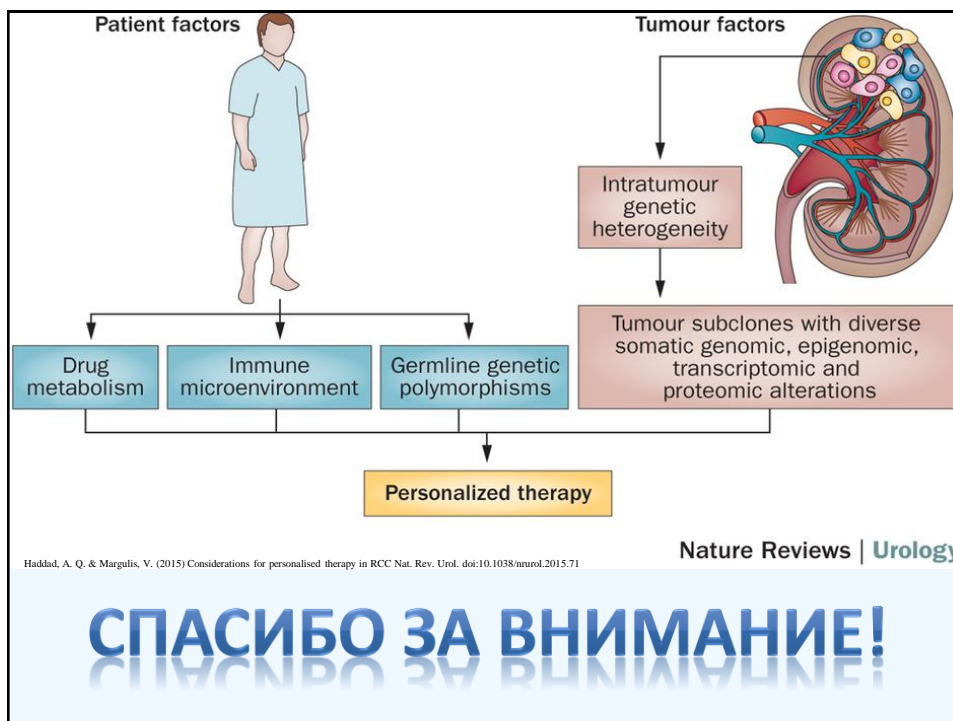 Patient factors
Tumour factors
Intratumour
genetic
heterogeneity
Drug
metabolism
Immune
microenvironment
Germline genetic
polymorphisms
Tumour subclones with diverse
somatic genomic, epigenomic,
transcriptomic and
proteomic alterations
Personalized therapy
Nature Reviews | Urology
Haddad, A. Q. & Margulis, V. (2015) Considerations for personalised therapy in RCC Nat. Rev. Urol. doi:10.1038/nrurol.2015.71
СПАСИБО ЗА ВНИМАНИЕ!